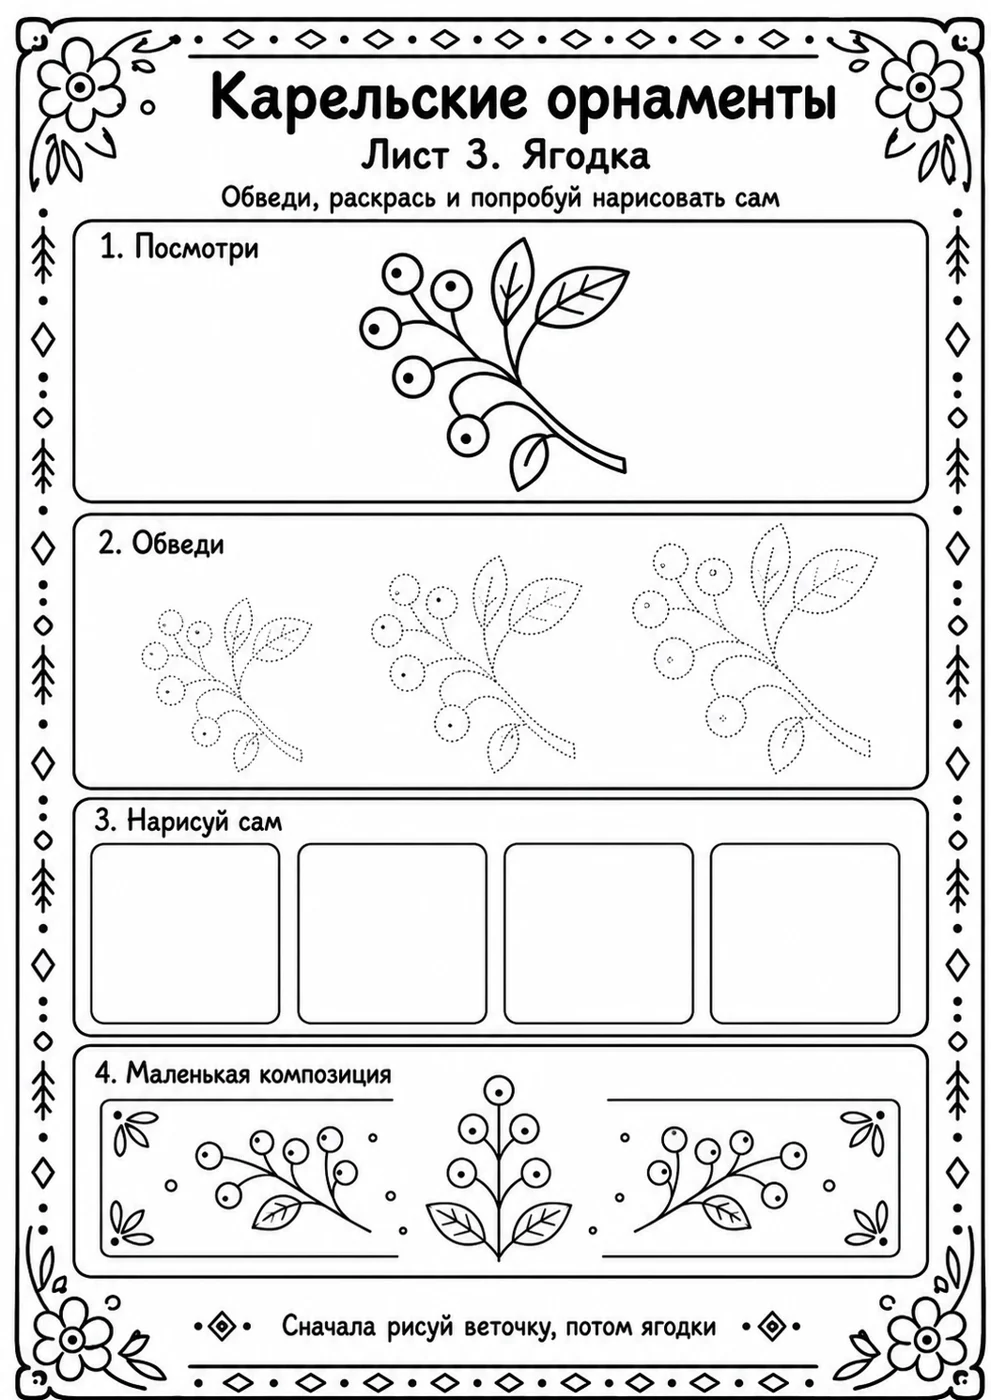 Карельские орнаменты
Лист 3. Ягодка
Обведи, раскрась и попробуй нарисовать сам
1. Посмотри
2. Обведи
3. Нарисуй сам
4. Маленькая композиция
Сначала рисуй веточку, потом ягодки